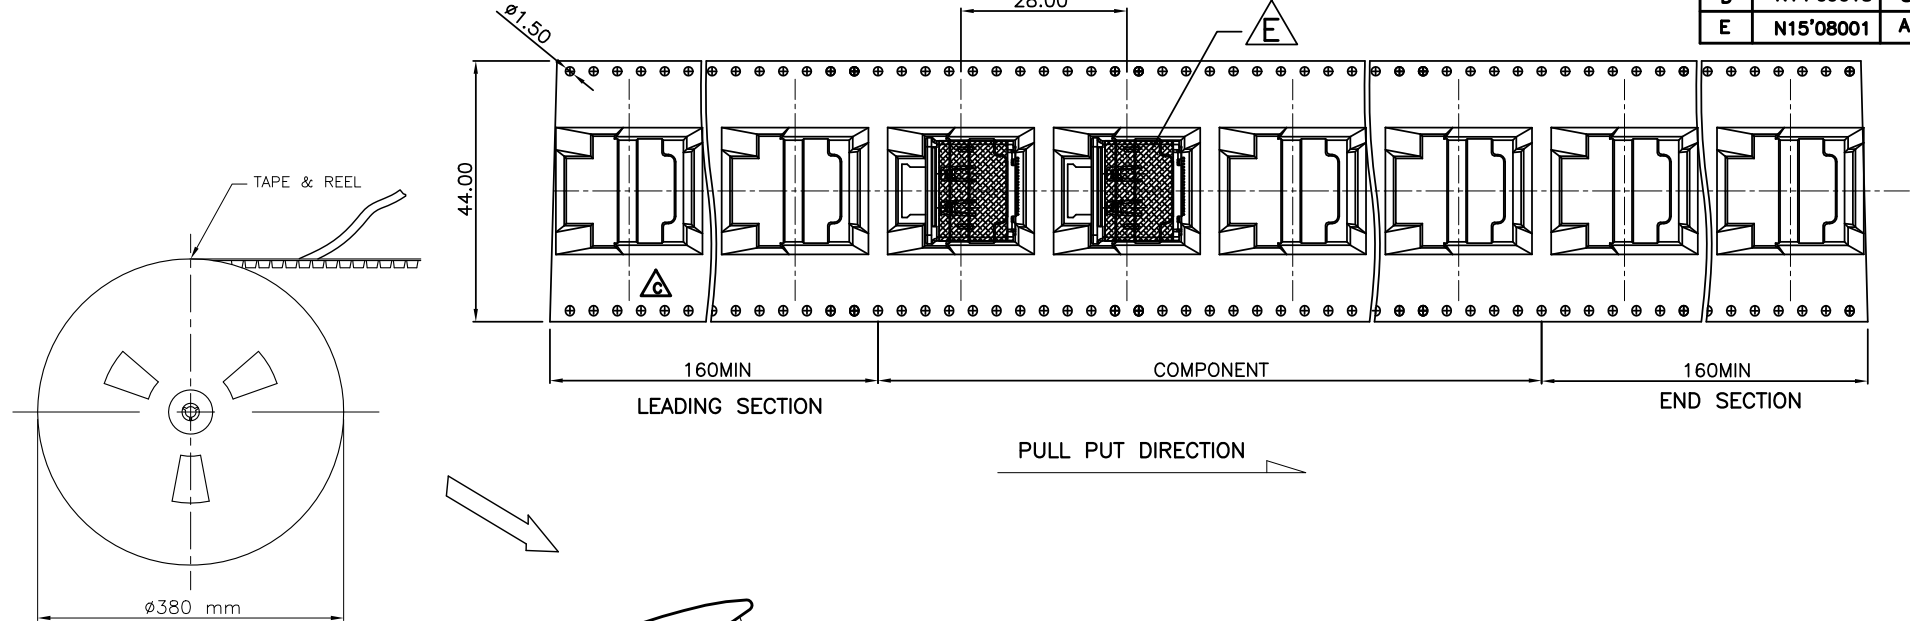 28.00
ø1.50
E
E N15'08001 A
44.00
TAPE & REEL
C
160MIN
COMPONENT
160MIN
LEADING SECTION
END SECTION
PULL PUT DIRECTION
ø380 mm